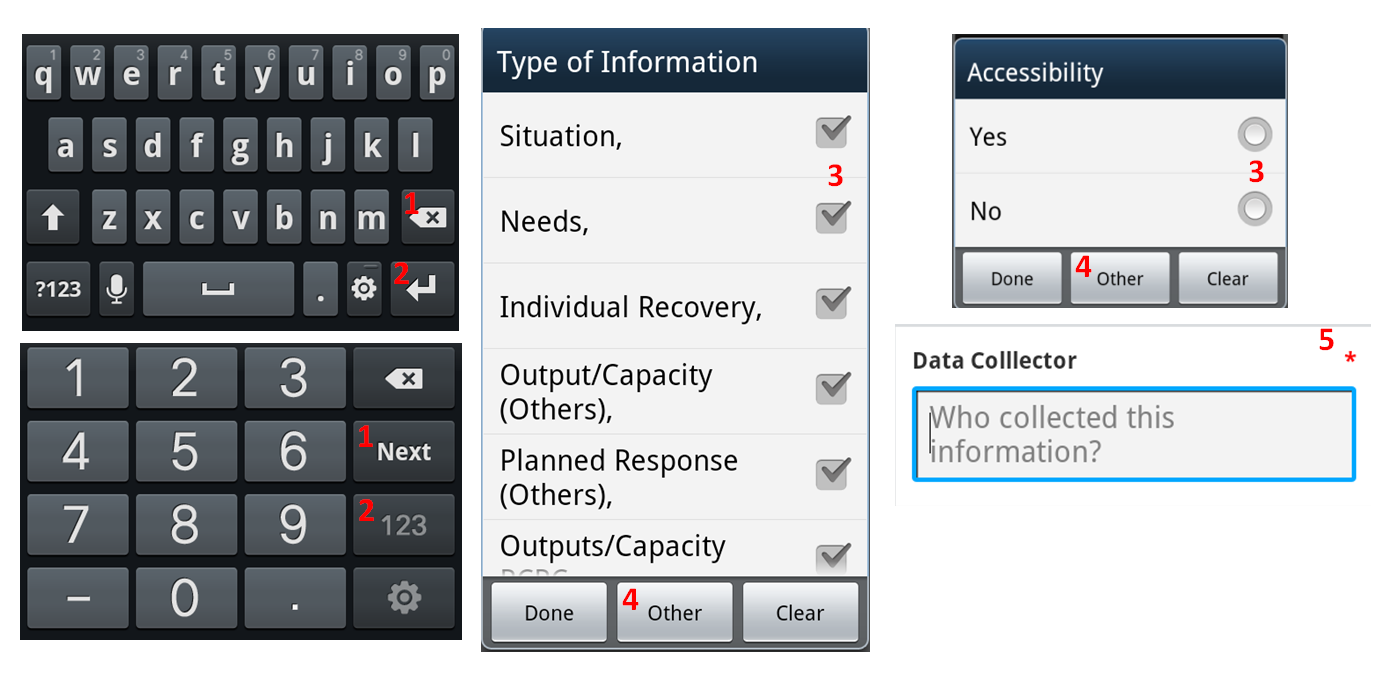 1 2 3 4 5 6 7 8 9 0
q w e r t y u i o p
a s d f g h j k l
z x c v b n m 1
?123 . 2
1 2 3
4 5 6 1 Next
7 8 9 2 123
– 0 .
Type of Information
Situation,
3
Needs,
Individual Recovery,
Output/Capacity
(Others),
Planned Response
(Others),
Outputs/Capacity
Done 4 Other Clear
Accessibility
Yes
3
No
Done 4 Other Clear
5
Data Colllector *
Who collected this
information?